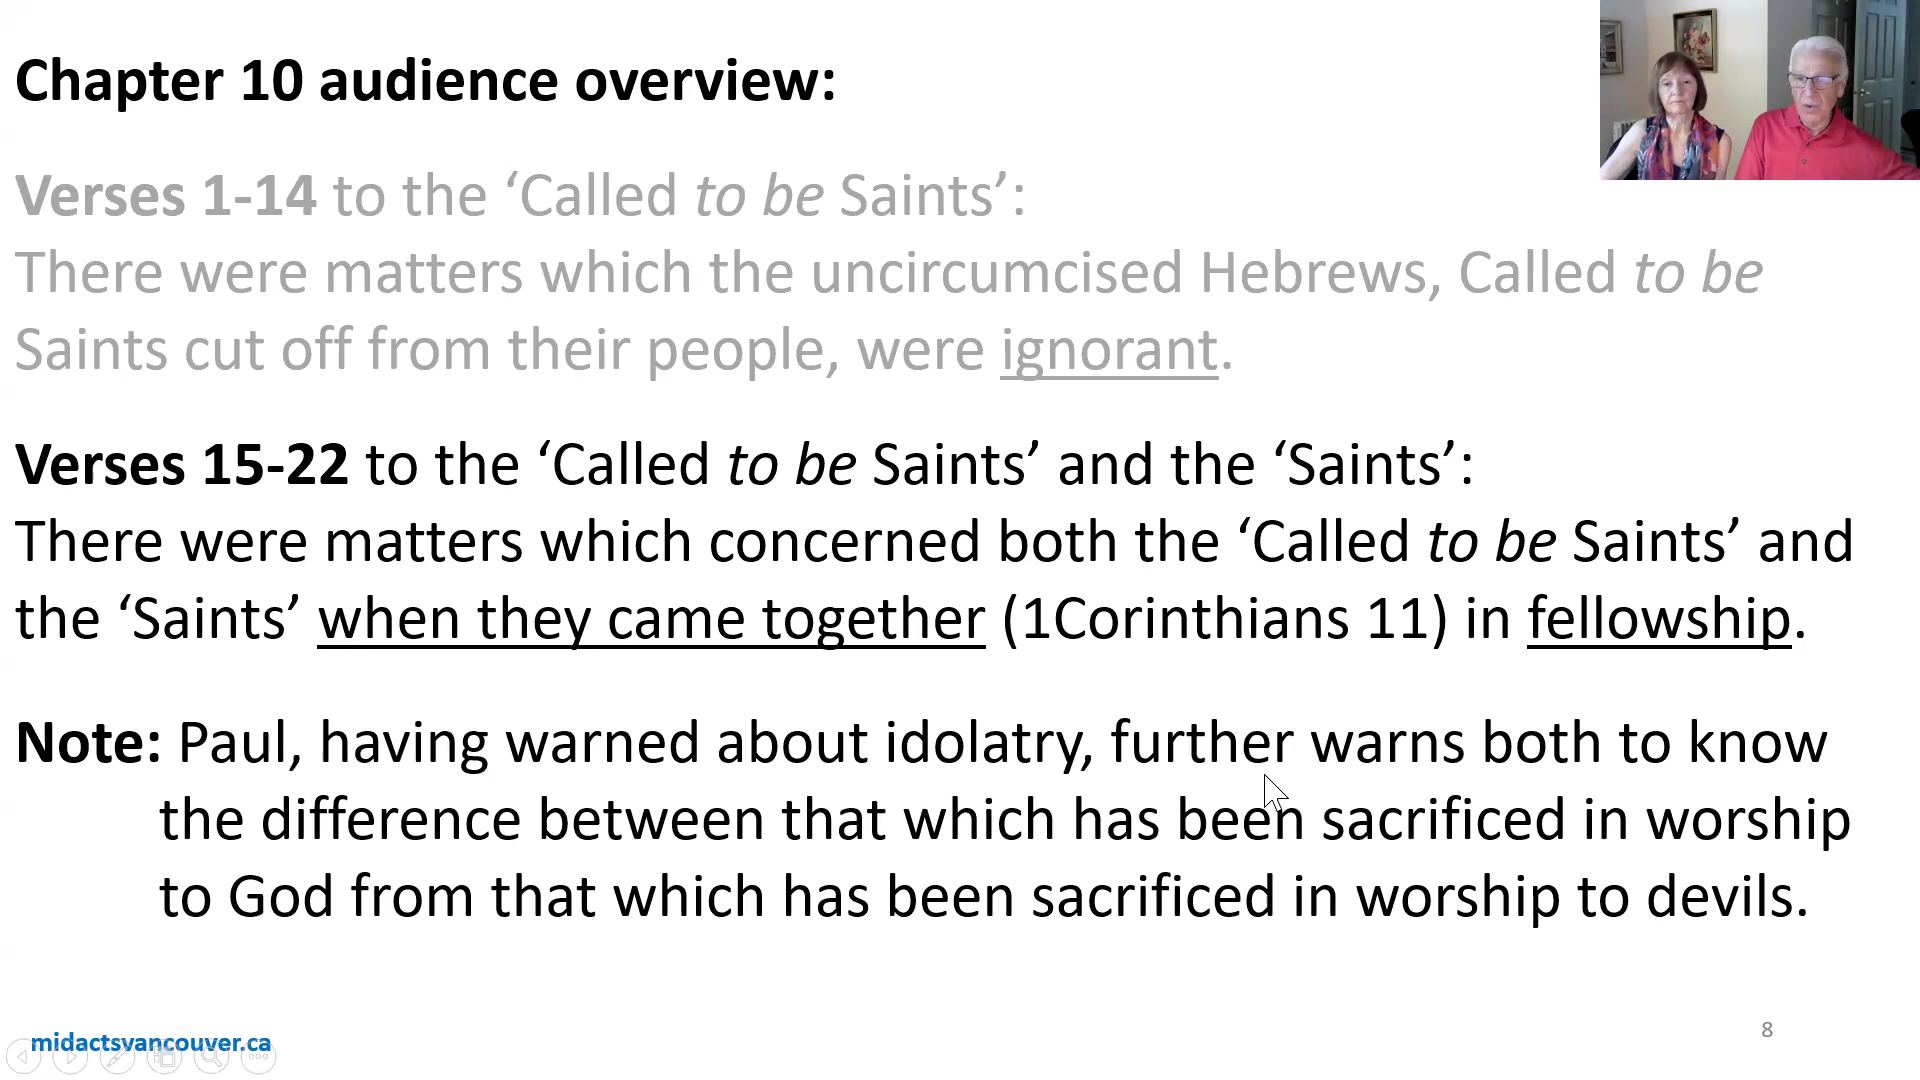 Chapter 10 audience overview:
Verses 1-14 to the ‘Called to be Saints’:
There were matters which the uncircumcised Hebrews, Called to be
Saints cut off from their people, were ignorant.
Verses 15-22 to the ‘Called to be Saints’ and the ‘Saints’:
There were matters which concerned both the ‘Called to be Saints’ and
the ‘Saints’ when they came together (1Corinthians 11) in fellowship.
Note: Paul, having warned about idolatry, further warns both to know
the difference between that which has been sacrificed in worship
to God from that which has been sacrificed in worship to devils.
midactsvancouver.ca
8